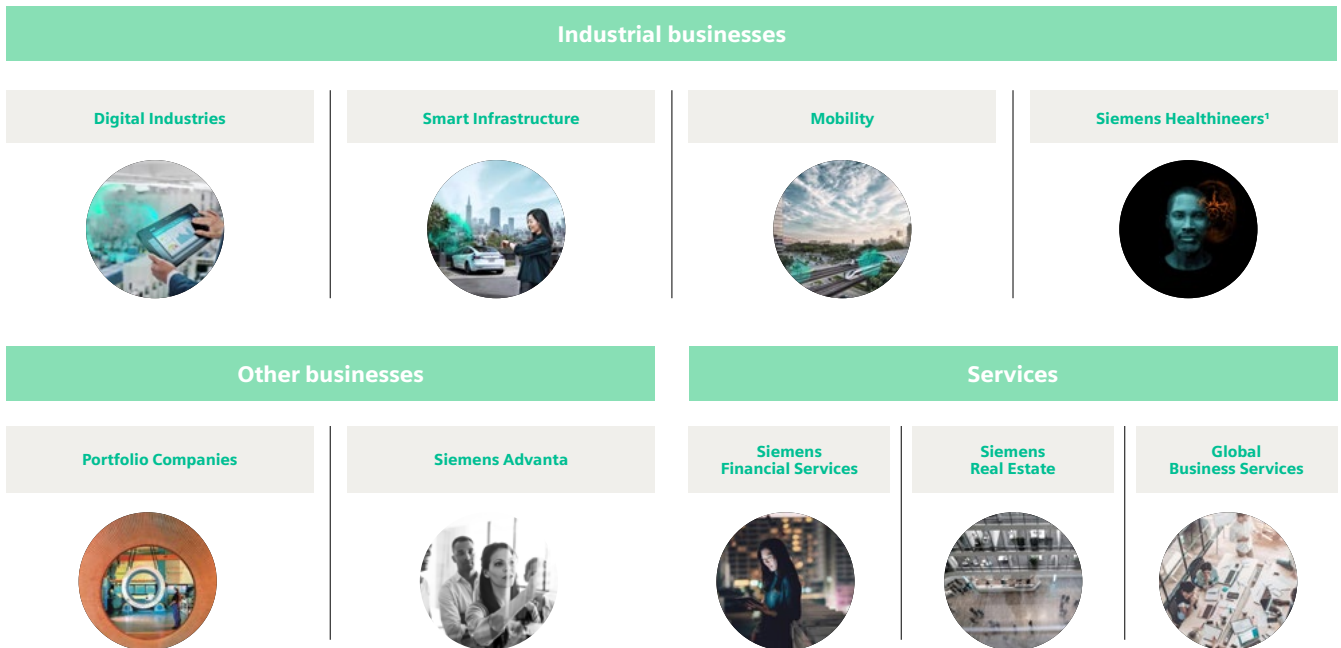 Industrial businesses
Digital Industries
Smart Infrastructure
Mobility
Siemens Healthineers¹
Other businesses
Services
Portfolio Companies
Siemens Advanta
Siemens
Financial Services
Siemens
Real Estate
Global
Business Services